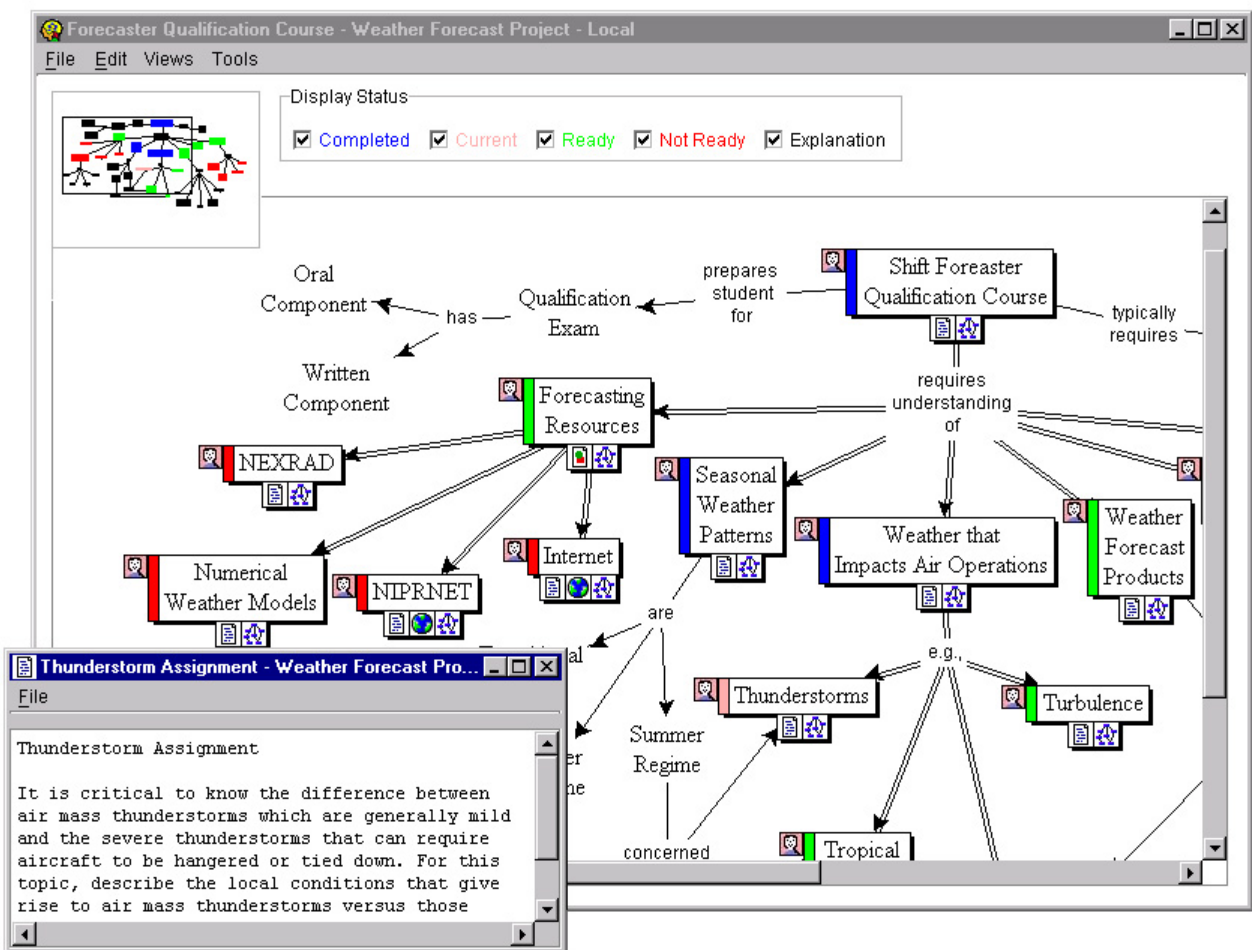 Forecaster Qualification Course - Weather Forecast Project - Local
File Edit Views Tools
Display Status
Completed Current Ready Not Ready Explanation
Oral
Component
has
Qualification
Exam
prepares
student
for
Shift Foreaster
Qualification Course
typically
requires
Written
Component
requires
understanding
of
Forecasting
Resources
NEXRAD
Numerical
Weather Models
NIPRNET
Internet
Seasonal
Weather
Patterns
Weather that
Impacts Air Operations
Weather
Forecast
Products
are
e.g.,
Thunderstorms
Turbulence
Summer
Regime
concerned
Tropical
Thunderstorm Assignment - Weather Forecast Pro...
File
Thunderstorm Assignment
It is critical to know the difference between
air mass thunderstorms which are generally mild
and the severe thunderstorms that can require
aircraft to be hangered or tied down. For this
topic, describe the local conditions that give
rise to air mass thunderstorms versus those